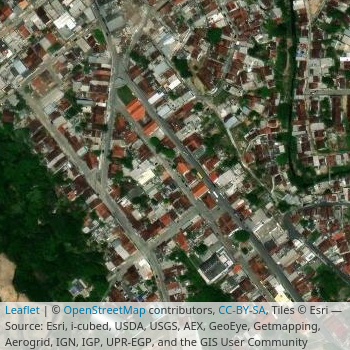 Leaflet | © OpenStreetMap contributors, CC-BY-SA, Tiles © Esri —
Source: Esri, i-cubed, USDA, USGS, AEX, GeoEye, Getmapping,
Aerogrid, IGN, IGP, UPR-EGP, and the GIS User Community